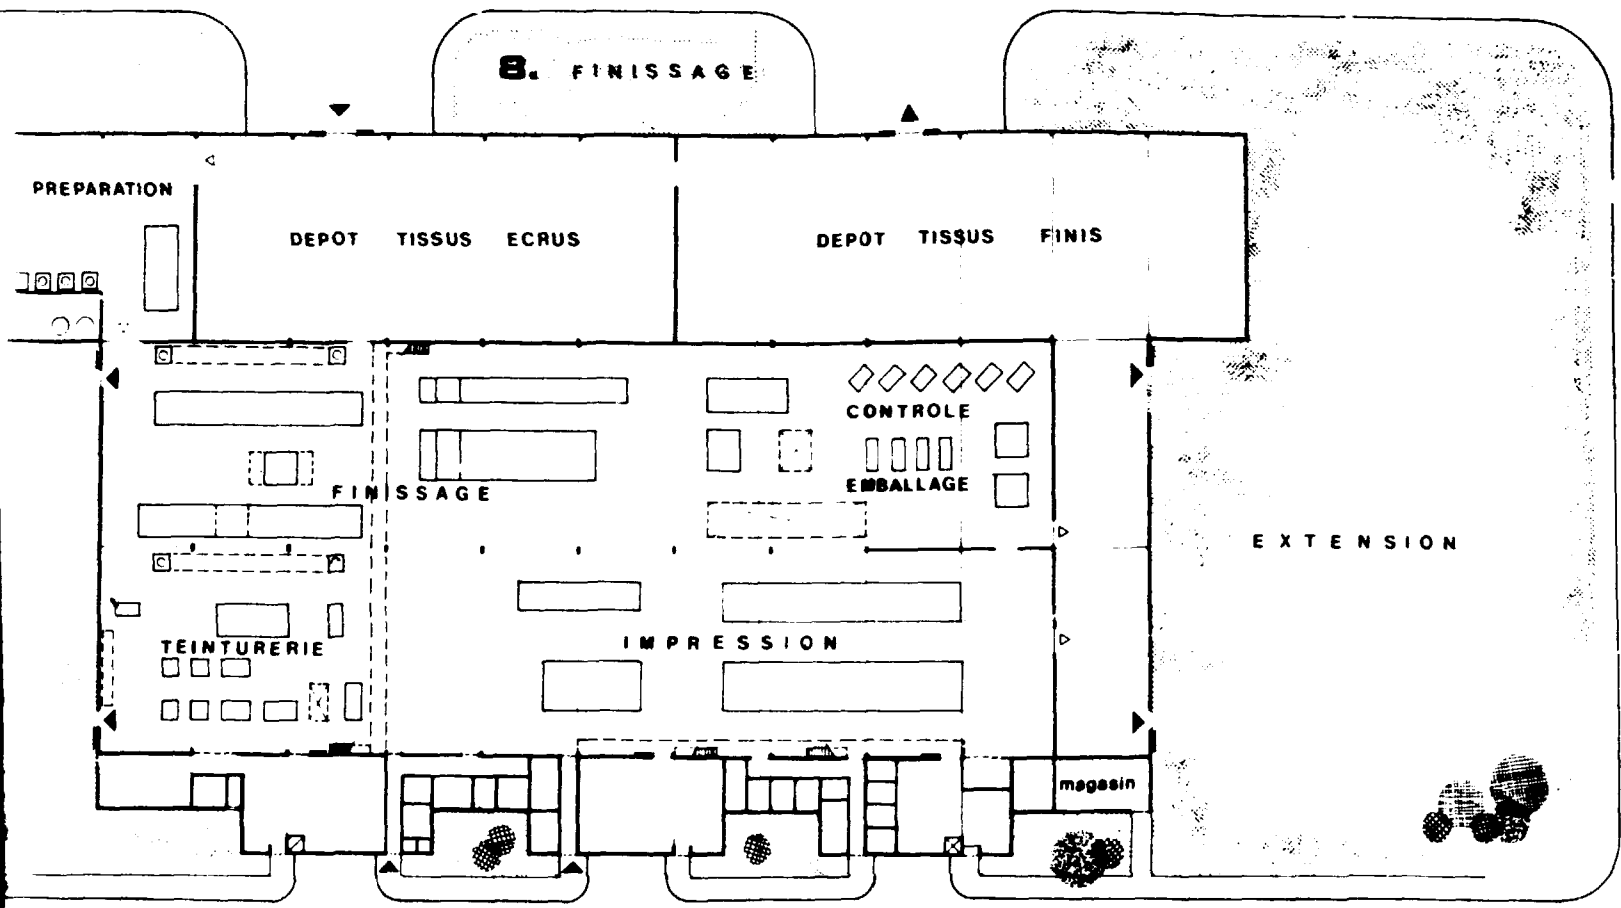 8. FINISSAGE
PREPARATION
DEPOT TISSUS ECRUS
DEPOT TISSUS FINIS
CONTROLE
EMBALLAGE
FINISSAGE
EXTENSION
IMPRESSION
TEINTURERIE
magasin